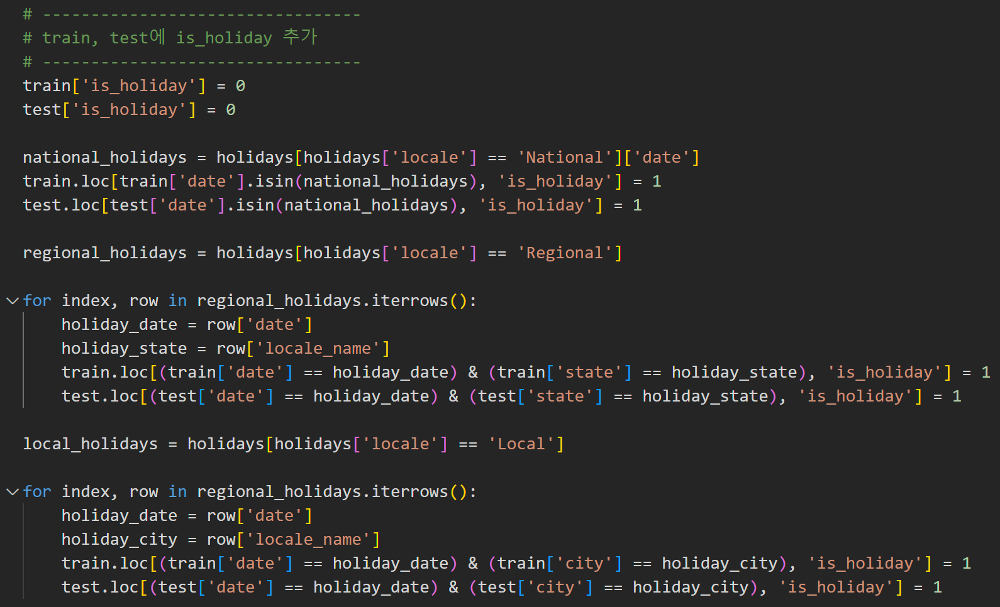 # ---------------------------------
# train, test에 is_holiday 추가
# ---------------------------------
train['is_holiday'] = 0
test['is_holiday'] = 0
national_holidays = holidays[holidays['locale'] == 'National']['date']
train.loc[train['date'].isin(national_holidays), 'is_holiday'] = 1
test.loc[test['date'].isin(national_holidays), 'is_holiday'] = 1
regional_holidays = holidays[holidays['locale'] == 'Regional']
for index, row in regional_holidays.iterrows():
    holiday_date = row['date']
    holiday_state = row['locale_name']
    train.loc[(train['date'] == holiday_date) & (train['state'] == holiday_state), 'is_holiday'] = 1
    test.loc[(test['date'] == holiday_date) & (test['state'] == holiday_state), 'is_holiday'] = 1
local_holidays = holidays[holidays['locale'] == 'Local']
for index, row in regional_holidays.iterrows():
    holiday_date = row['date']
    holiday_city = row['locale_name']
    train.loc[(train['date'] == holiday_date) & (train['city'] == holiday_city), 'is_holiday'] = 1
    test.loc[(test['date'] == holiday_date) & (test['city'] == holiday_city), 'is_holiday'] = 1